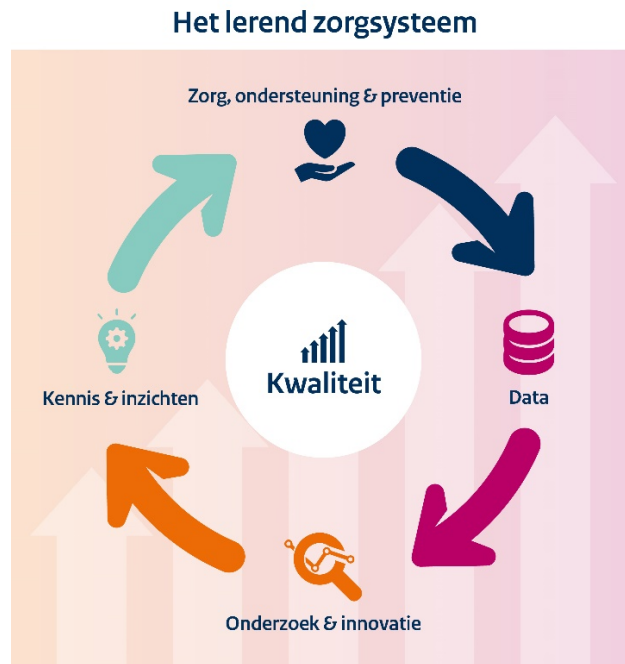 Het lerend zorgsysteem
Zorg, ondersteuning & preventie
Kennis & inzichten
Kwaliteit
Data
Onderzoek & innovatie